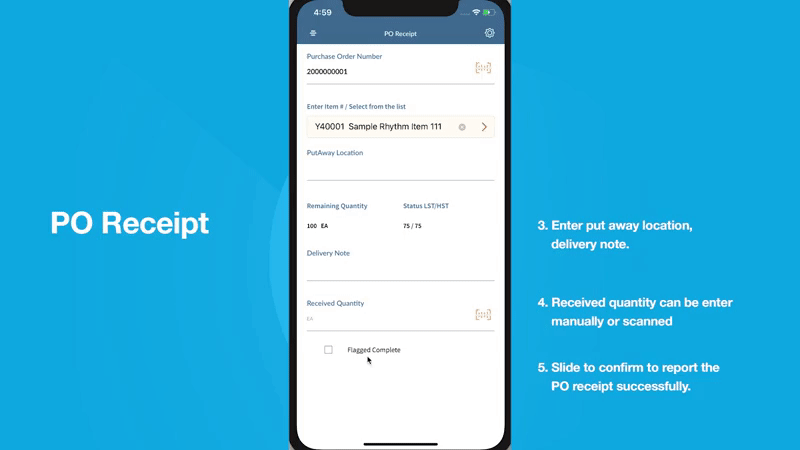 PO Receipt
4:59
PO Receipt
Purchase Order Number
2000000001
Enter Item # / Select from the list
Y40001 Sample Rhythm Item 111
PutAway Location
Remaining Quantity
Status LST/HST
100 EA
75 / 75
Delivery Note
Received Quantity
EA
Flagged Complete
3. Enter put away location,
delivery note.
4. Received quantity can be enter
manually or scanned
5. Slide to confirm to report the
PO receipt successfully.